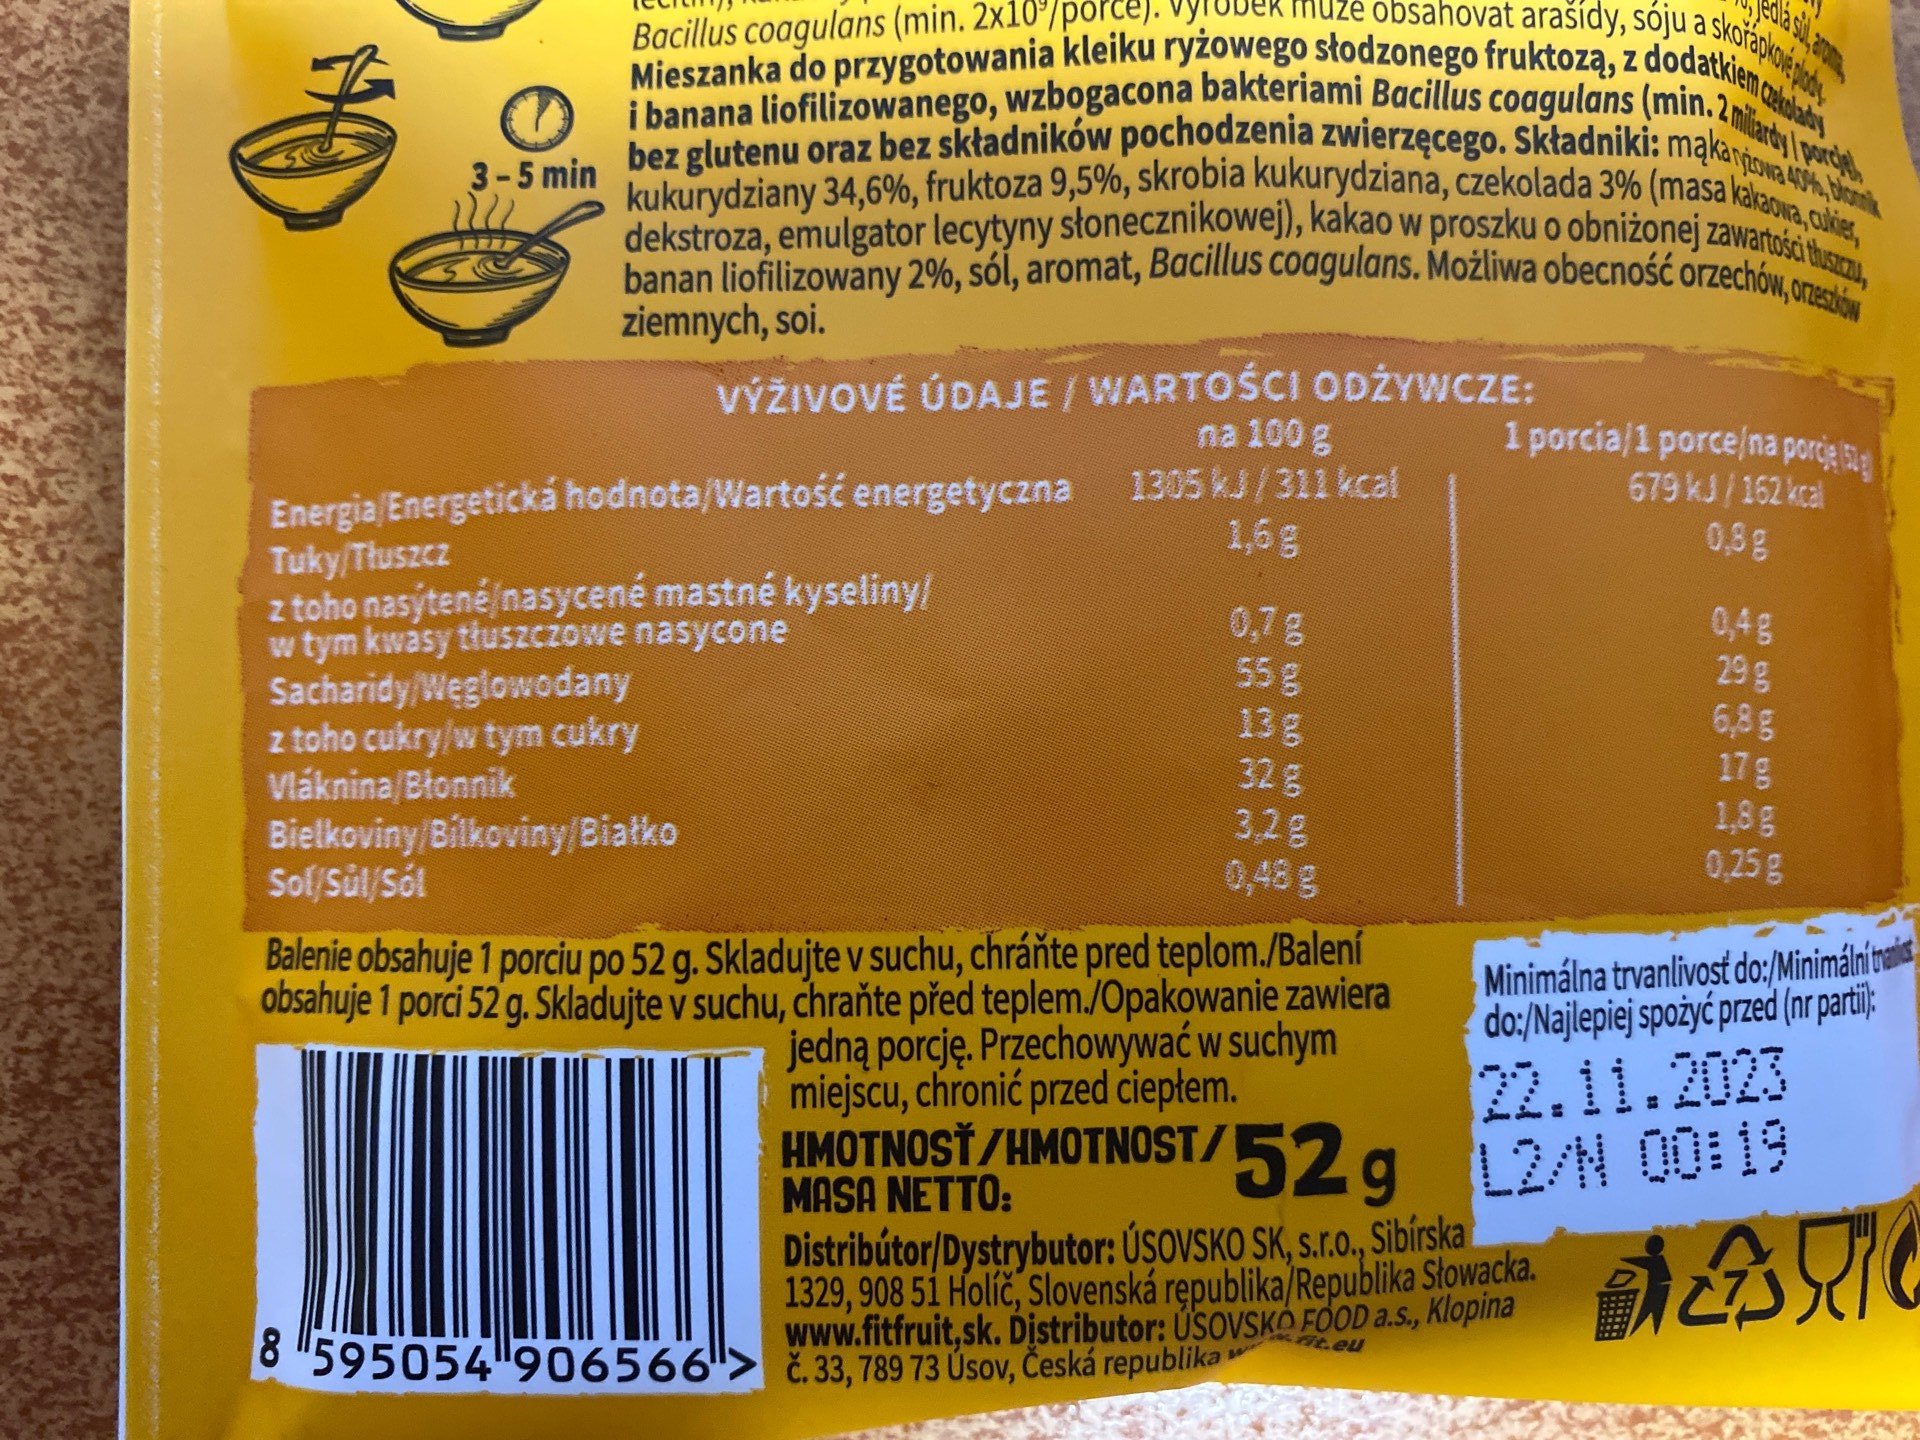 Bacillus coagulans (min. 2x10⁹/porce). Výrobek může obsahovat arašídy, sóju a skořápkové plody.
Mieszanka do przygotowania kleiku ryżowego słodzonego fruktozą, z dodatkiem czekolady
i banana liofilizowanego, wzbogacona bakteriami Bacillus coagulans (min. 2 miliardy / porcję),
bez glutenu oraz bez składników pochodzenia zwierzęcego. Składniki: mąka ryżowa 40%, błonnik
kukurydziany 34,6%, fruktoza 9,5%, skrobia kukurydziana, czekolada 3% (masa kakaowa, cukier,
dekstroza, emulgator lecytyny słonecznikowej), kakao w proszku o obniżonej zawartości tłuszczu,
banan liofilizowany 2%, sól, aromat, Bacillus coagulans. Możliwa obecność orzechów, orzeszków
ziemnych, soi.
3-5 min
VÝŽIVOVÉ ÚDAJE / WARTOŚCI ODŻYWCZE:
na 100 g 1 porcia/1 porce/na porcję (52 g)
Energia/Energetická hodnota/Wartość energetyczna 1305 kJ / 311 kcal 679 kJ / 162 kcal
Tuky/Tłuszcz 1,6 g 0,8 g
z toho nasýtené/nasycené mastné kyseliny/
w tym kwasy tłuszczowe nasycone 0,7 g 0,4 g
Sacharidy/Węglowodany 55 g 29 g
z toho cukry/w tym cukry 13 g 6,8 g
Vláknina/Błonnik 32 g 17 g
Bielkoviny/Bílkoviny/Białko 3,2 g 1,8 g
Soľ/Sůl/Sól 0,48 g 0,25 g
Balenie obsahuje 1 porciu po 52 g. Skladujte v suchu, chráňte pred teplom./Balení
obsahuje 1 porci 52 g. Skladujte v suchu, chraňte před teplem./Opakowanie zawiera
jedną porcję. Przechowywać w suchym
miejscu, chronić przed ciepłem.
HMOTNOSŤ/HMOTNOST/
MASA NETTO: 52 g
Distribútor/Dystrybutor: ÚSOVSKO SK, s.r.o., Sibírska
1329, 908 51 Holíč, Slovenská republika/Republika Słowacka.
www.fitfruit,sk. Distributor: ÚSOVSKO FOOD a.s., Klopina
č. 33, 789 73 Úsov, Česká republika
Minimálna trvanlivosť do:/Minimální trvanlivost
do:/Najlepiej spożyć przed (nr partii):
22.11.2023
L2/N 00:19
7
8 595054 906566 >